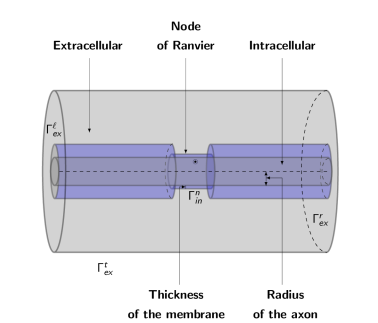 Node
of Ranvier
Extracellular
Intracellular
Γ^ℓ_ex
*
Γ^n_in
Γ^r_ex
Γ^t_ex
Thickness
of the membrane
Radius
of the axon